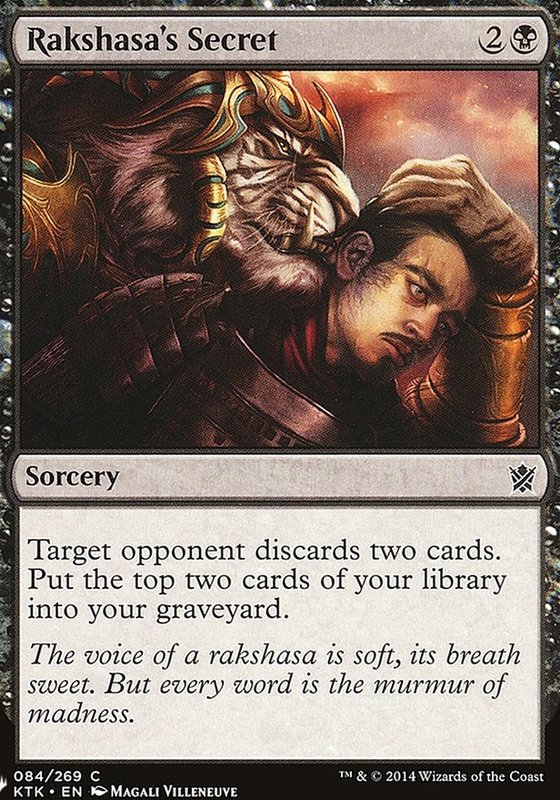 Rakshasa's Secret 2
Sorcery
Target opponent discards two cards.
Put the top two cards of your library
into your graveyard.
The voice of a rakshasa is soft, its breath
sweet. But every word is the murmur of
madness.
084/269 C
KTK • EN Magali Villeneuve
™ & © 2014 Wizards of the Coast